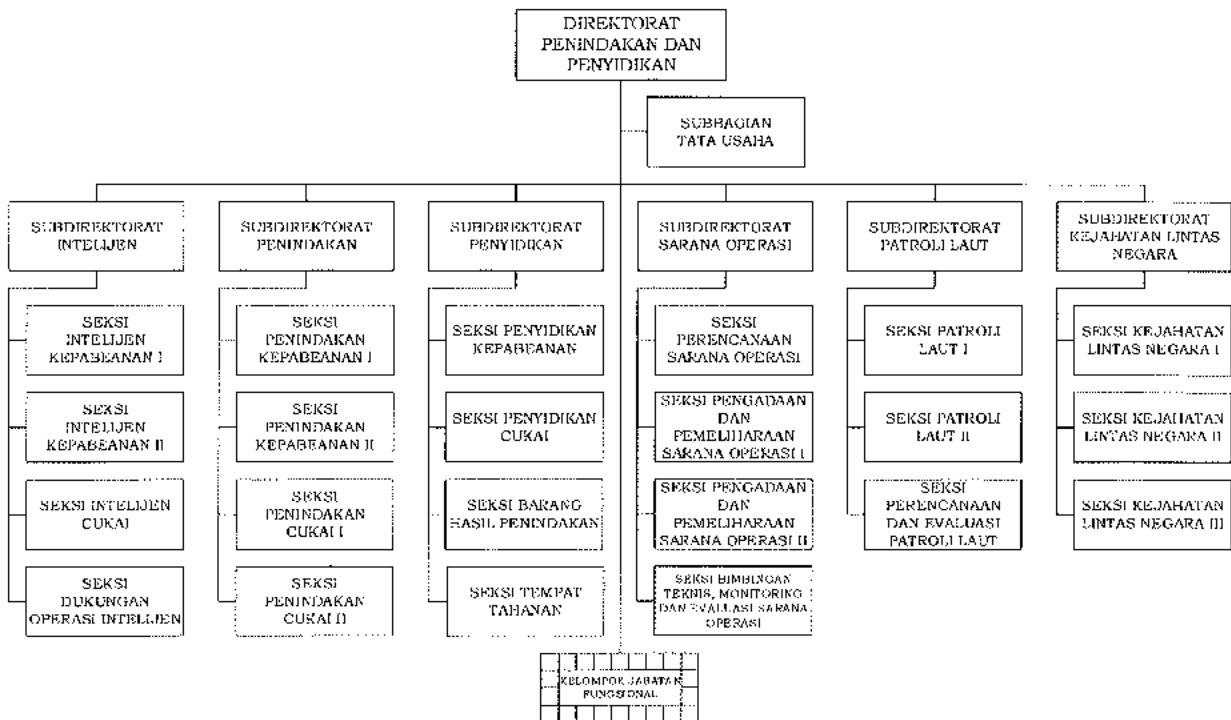 DIREKTORAT
PENINDAKAN DAN
PENYIDIKAN
SUBBAGIAN
TATA USAHA
SUBDIREKTORAT
INTELIJEN
SUBDIREKTORAT
PENINDAKAN
SUBDIREKTORAT
PENYIDIKAN
SUBDIREKTORAT
SARANA OPERASI
SUBDIREKTORAT
PATROLI LAUT
SUBDIREKTORAT
KEJAHATAN LINTAS
NEGARA
SEKSI
INTELIJEN
KEPABEANAN I
SEKSI
PENINDAKAN
KEPABEANAN I
SEKSI PENYIDIKAN
KEPABEANAN
SEKSI
PERENCANAAN
SARANA OPERASI
SEKSI PATROLI
LAUT I
SEKSI KEJAHATAN
LINTAS NEGARA I
SEKSI
INTELIJEN
KEPABEANAN II
SEKSI
PENINDAKAN
KEPABEANAN II
SEKSI PENYIDIKAN
CUKAI
SEKSI PENGADAAN
DAN
PEMELIHARAAN
SARANA OPERASI I
SEKSI PATROLI
LAUT II
SEKSI KEJAHATAN
LINTAS NEGARA II
SEKSI INTELIJEN
CUKAI
SEKSI
PENINDAKAN
CUKAI I
SEKSI BARANG
HASIL PENINDAKAN
SEKSI PENGADAAN
DAN
PEMELIHARAAN
SARANA OPERASI II
SEKSI
PERENCANAAN
DAN EVALUASI
PATROLI LAUT
SEKSI KEJAHATAN
LINTAS NEGARA III
SEKSI
DUKUNGAN
OPERASI INTELIJEN
SEKSI
PENINDAKAN
CUKAI II
SEKSI TEMPAT
TAHANAN
SEKSI BIMBINGAN
TEKNIS, MONITORING
DAN EVALUASI SARANA
OPERASI
KELOMPOK JABATAN
FUNGSIONAL